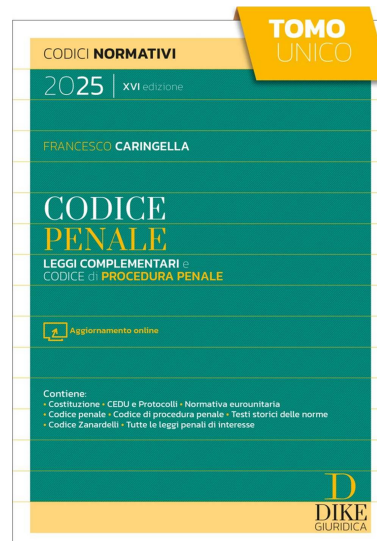 TOMO
UNICO
CODICI NORMATIVI
2025 | XVI edizione
FRANCESCO CARINGELLA
CODICE
PENALE
LEGGI COMPLEMENTARI e
CODICE di PROCEDURA PENALE
Aggiornamento online
Contiene:
• Costituzione • CEDU e Protocolli • Normativa eurounitaria
• Codice penale • Codice di procedura penale • Testi storici delle norme
• Codice Zanardelli • Tutte le leggi penali di interesse
D
DIKE
GIURIDICA